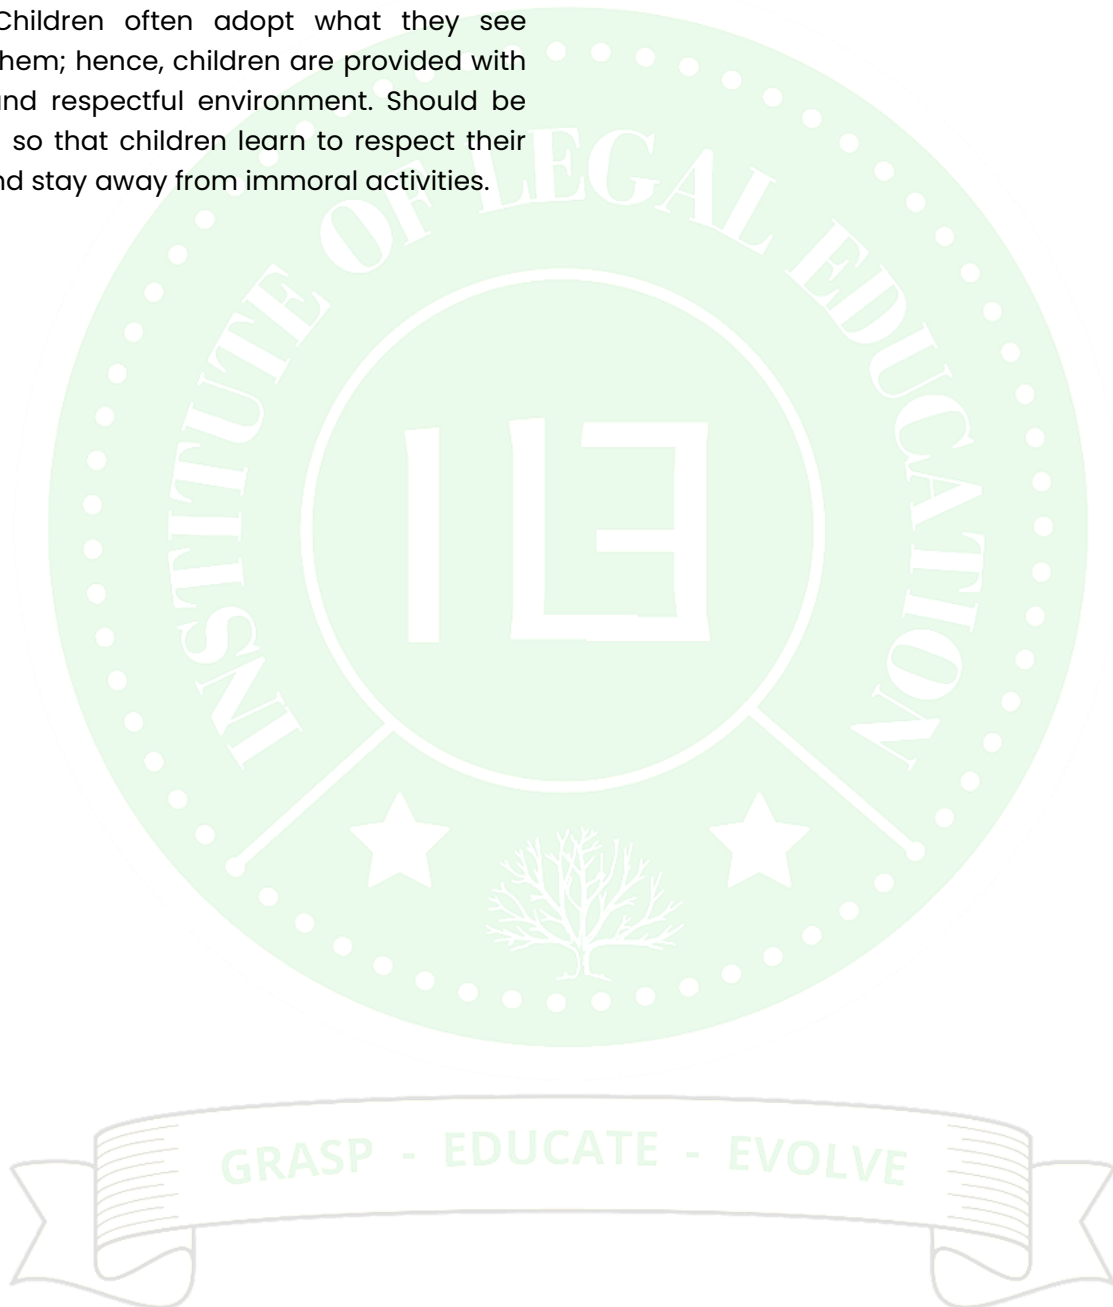 Children often adopt what they see
hem; hence, children are provided with
nd respectful environment. Should be
so that children learn to respect their
nd stay away from immoral activities.
INSTITUTE OF LEGAL EDUCATION
ILE
GRASP - EDUCATE - EVOLVE